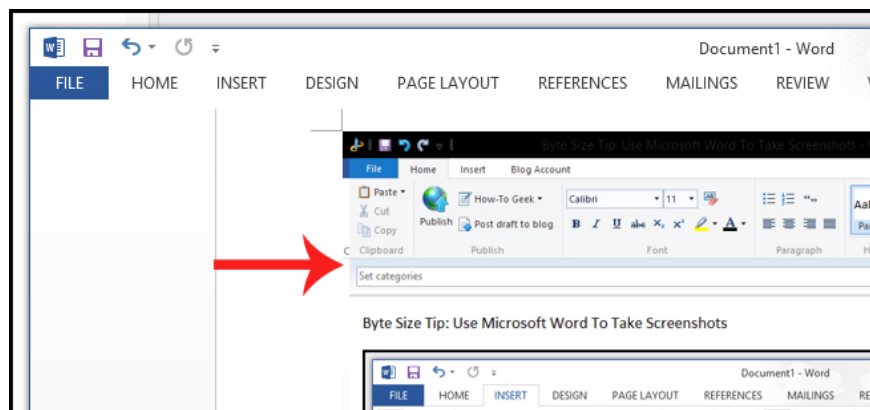 Document1 - Word
FILE HOME INSERT DESIGN PAGE LAYOUT REFERENCES MAILINGS REVIEW
Byte Size Tip: Use Microsoft Word To Take Screenshots -
File Home Insert Blog Account
Paste
Cut
Copy
Clipboard
Publish
How-To Geek
Post draft to blog
Publish
Calibri 11
B I U abc X₂ X² A
Font
Paragraph
Set categories
Byte Size Tip: Use Microsoft Word To Take Screenshots
Document1 - Word
FILE HOME INSERT DESIGN PAGE LAYOUT REFERENCES MAILINGS